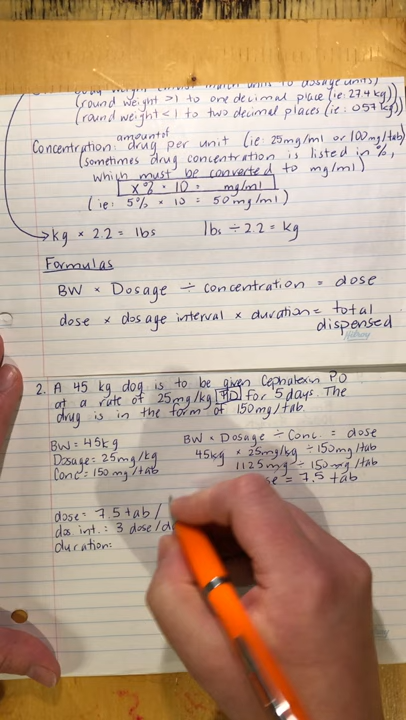 (round weight >1 to one decimal place (ie: 27.4 kg))
(round weight <1 to two decimal places (ie: 0.57 kg))
amount of
Concentration: drug per unit (ie: 25mg/ml or 100mg/tab)
(sometimes drug concentration is listed in %,
which must be converted to mg/ml)
x% × 10 = mg/ml
(ie: 5% × 10 = 50mg/ml)
kg × 2.2 = lbs lbs ÷ 2.2 = kg
Formulas
BW × Dosage ÷ concentration = dose
dose × dosage interval × duration = total
dispensed
2. A 45 kg dog is to be given Cephalexin PO
at a rate of 25mg/kg TID for 5 days. The
drug is in the form of 150mg/tab.
BW = 45kg
Dosage = 25mg/kg
Conc = 150mg/tab
BW × Dosage ÷ Conc. = dose
45kg × 25mg/kg ÷ 150mg/tab
1125mg ÷ 150mg/tab
= 7.5 tab
dose = 7.5 tab/
dos int.: 3 dose/
duration: